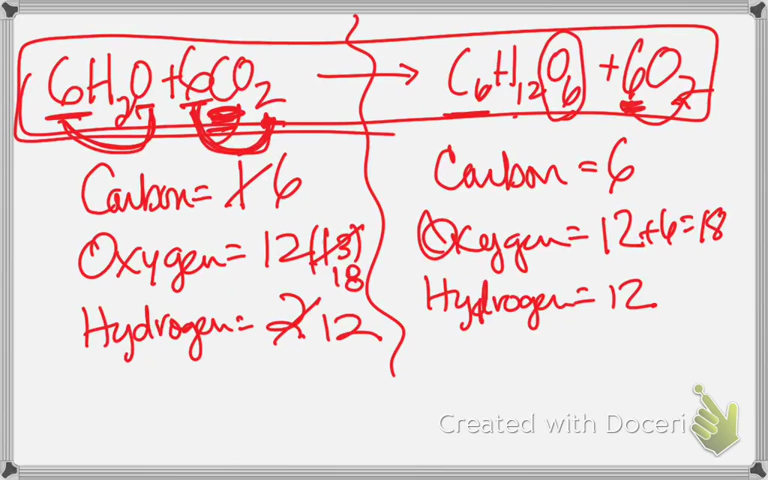 6H2O + 6CO2 → C6H12O6 + 6O2
Carbon = 1 6
Carbon = 6
Oxygen = 12 (13)
18
Oxygen = 12+6=18
Hydrogen = 2 12
Hydrogen = 12
Created with Doceri